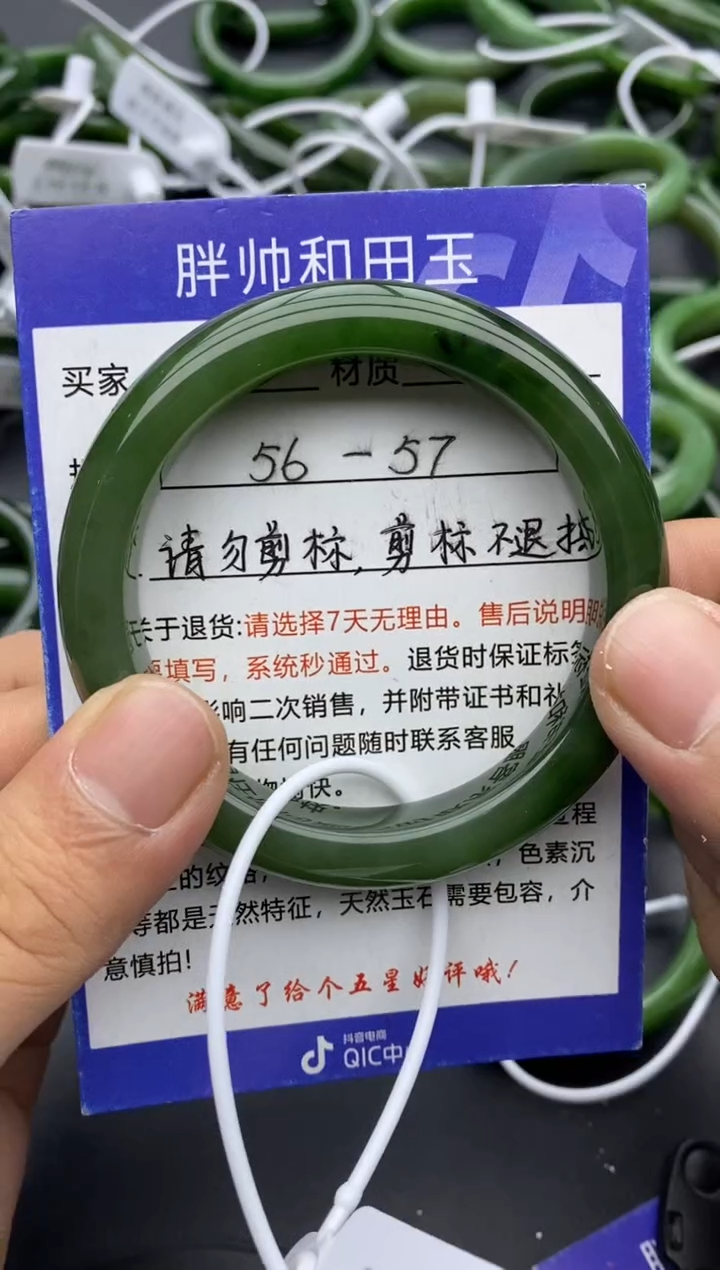 胖帅和田玉
买家 材质
56-57
请勿剪标,剪标不退换
关于退货:请选择7天无理由。售后说明
填写,系统秒通过。退货时保证标
影响二次销售,并附带证书和礼
有任何问题随时联系客服
快。
程
的纹 ,色素沉
等都是天然特征,天然玉石需要包容,介
意慎拍!
满意了给个五星好评哦!
抖音电商
QIC中